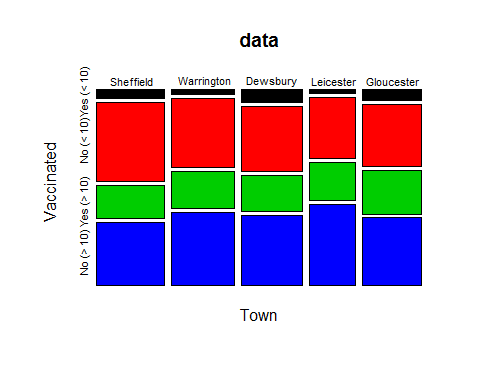 data
Sheffield Warrington Dewsbury Leicester Gloucester
Yes (< 10)
No (< 10)
Yes (> 10)
No (> 10)
Vaccinated
Town